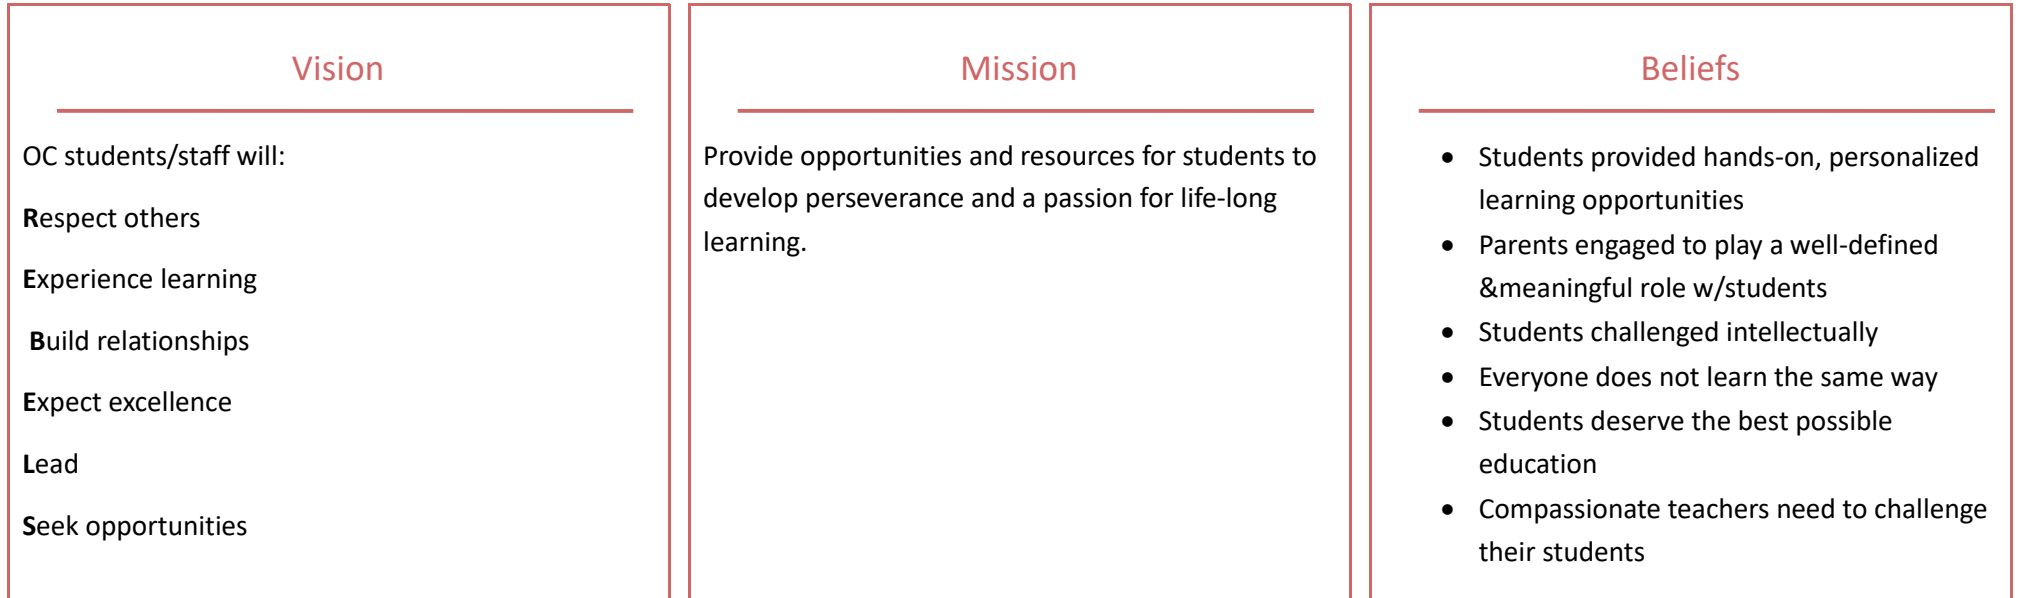 Vision
OC students/staff will:
Respect others
Experience learning
Build relationships
Expect excellence
Lead
Seek opportunities
Mission
Provide opportunities and resources for students to
develop perseverance and a passion for life-long
learning.
Beliefs
• Students provided hands-on, personalized
learning opportunities
• Parents engaged to play a well-defined
&meaningful role w/students
• Students challenged intellectually
• Everyone does not learn the same way
• Students deserve the best possible
education
• Compassionate teachers need to challenge
their students